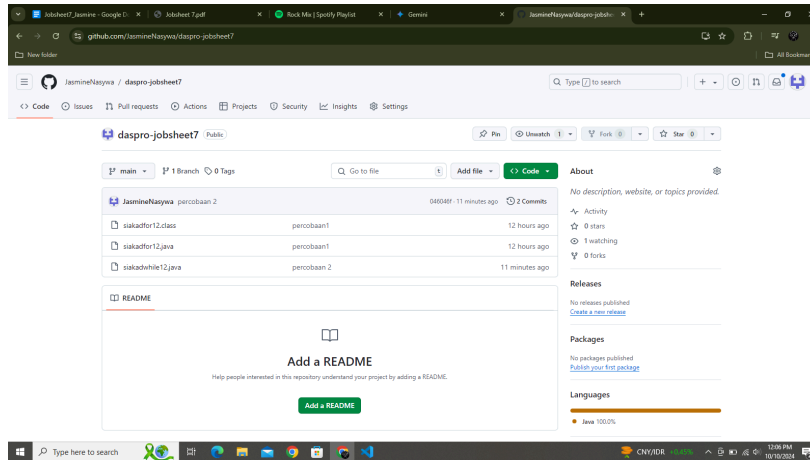 Jobsheet7_Jasmine - Google D
Jobsheet 7.pdf
Rock Mix | Spotify Playlist
Gemini
JasmineNasywa/daspro-jobshe
github.com/JasmineNasywa/daspro-jobsheet7
New folder
All Bookmar
JasmineNasywa / daspro-jobsheet7
Type / to search
Code
Issues
Pull requests
Actions
Projects
Security
Insights
Settings
daspro-jobsheet7 Public
Pin
Unwatch 1
Fork 0
Star 0
main
1 Branch
0 Tags
Go to file t
Add file
Code
About
No description, website, or topics provided.
JasmineNasywa percobaan 2
046046f · 11 minutes ago
2 Commits
siakadfor12.class percobaan1 12 hours ago
siakadfor12.java percobaan1 12 hours ago
siakadwhile12.java percobaan 2 11 minutes ago
Activity
0 stars
1 watching
0 forks
README
Add a README
Help people interested in this repository understand your project by adding a README.
Add a README
Releases
No releases published
Create a new release
Packages
No packages published
Publish your first package
Languages
Java 100.0%
Type here to search
CNY/IDR +0.45%
12:06 PM
10/10/2024